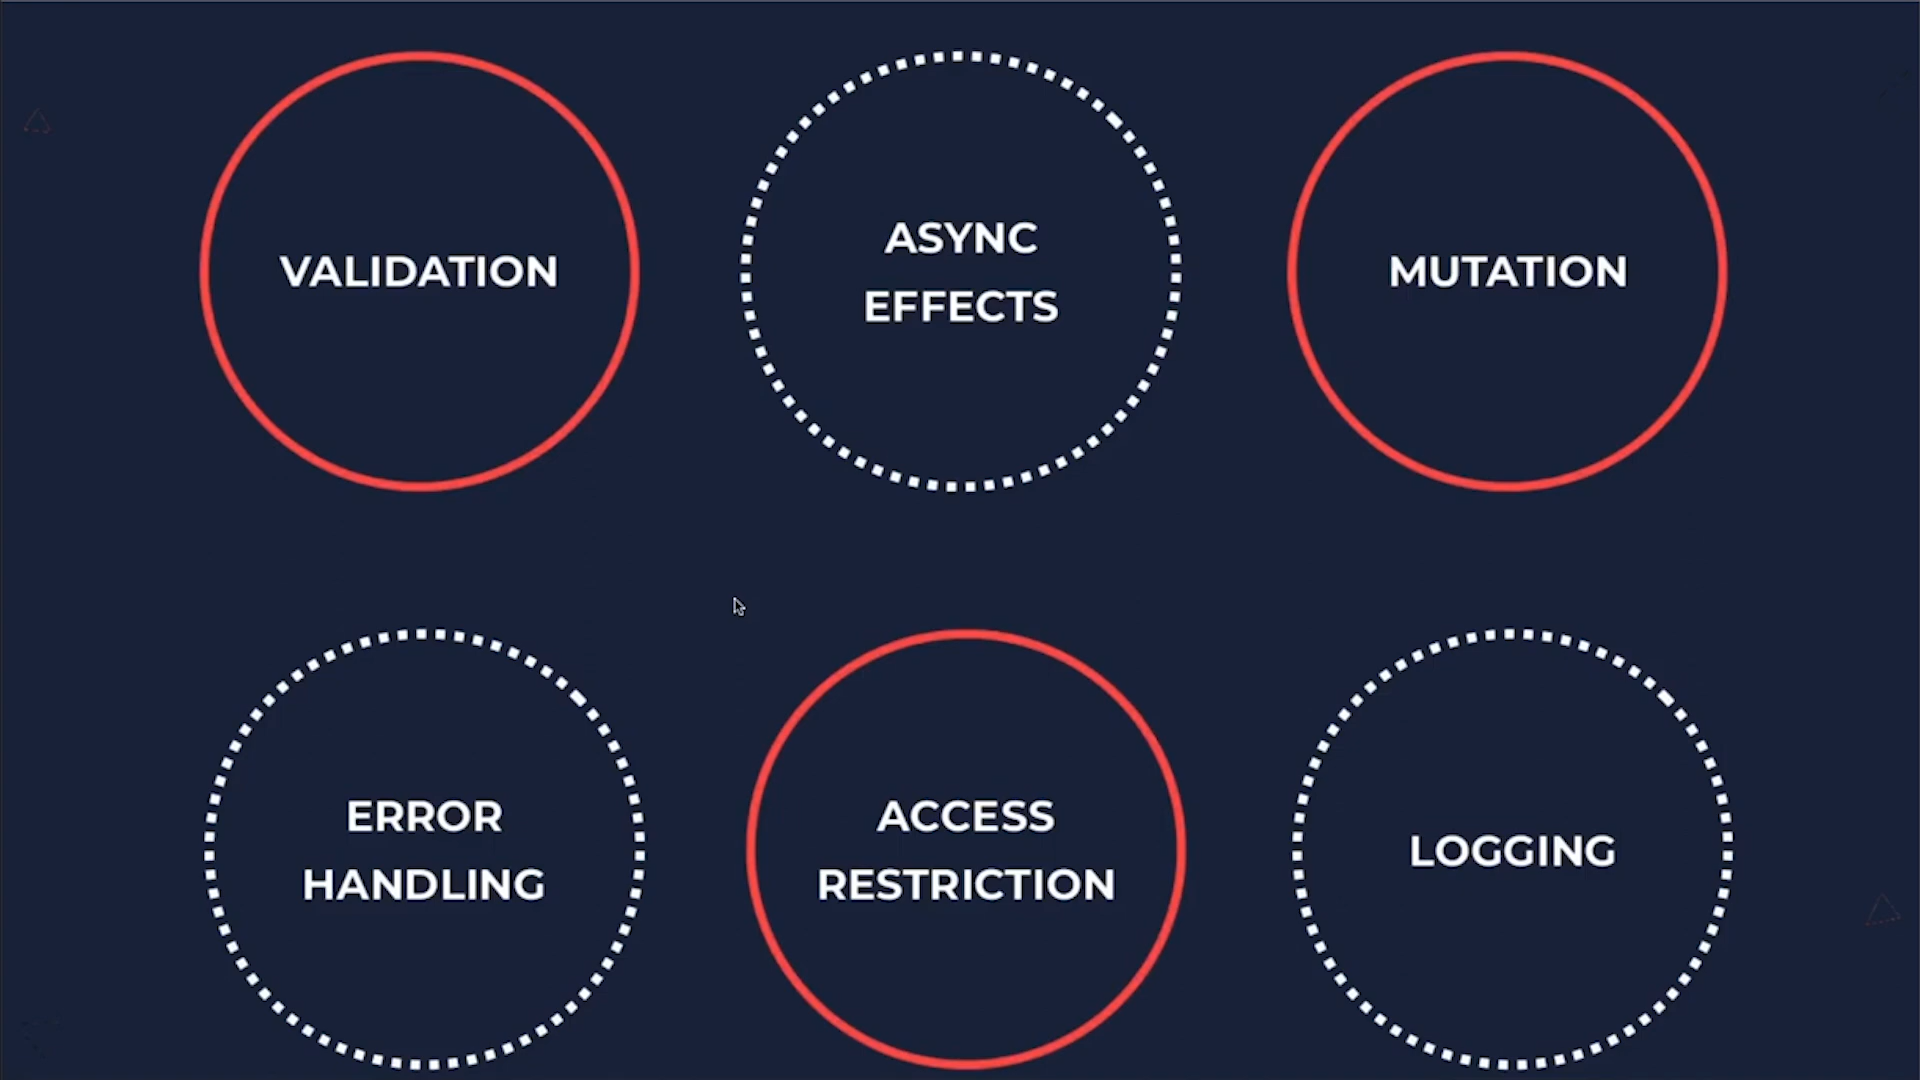 VALIDATION
ASYNC
EFFECTS
MUTATION
ERROR
HANDLING
ACCESS
RESTRICTION
LOGGING